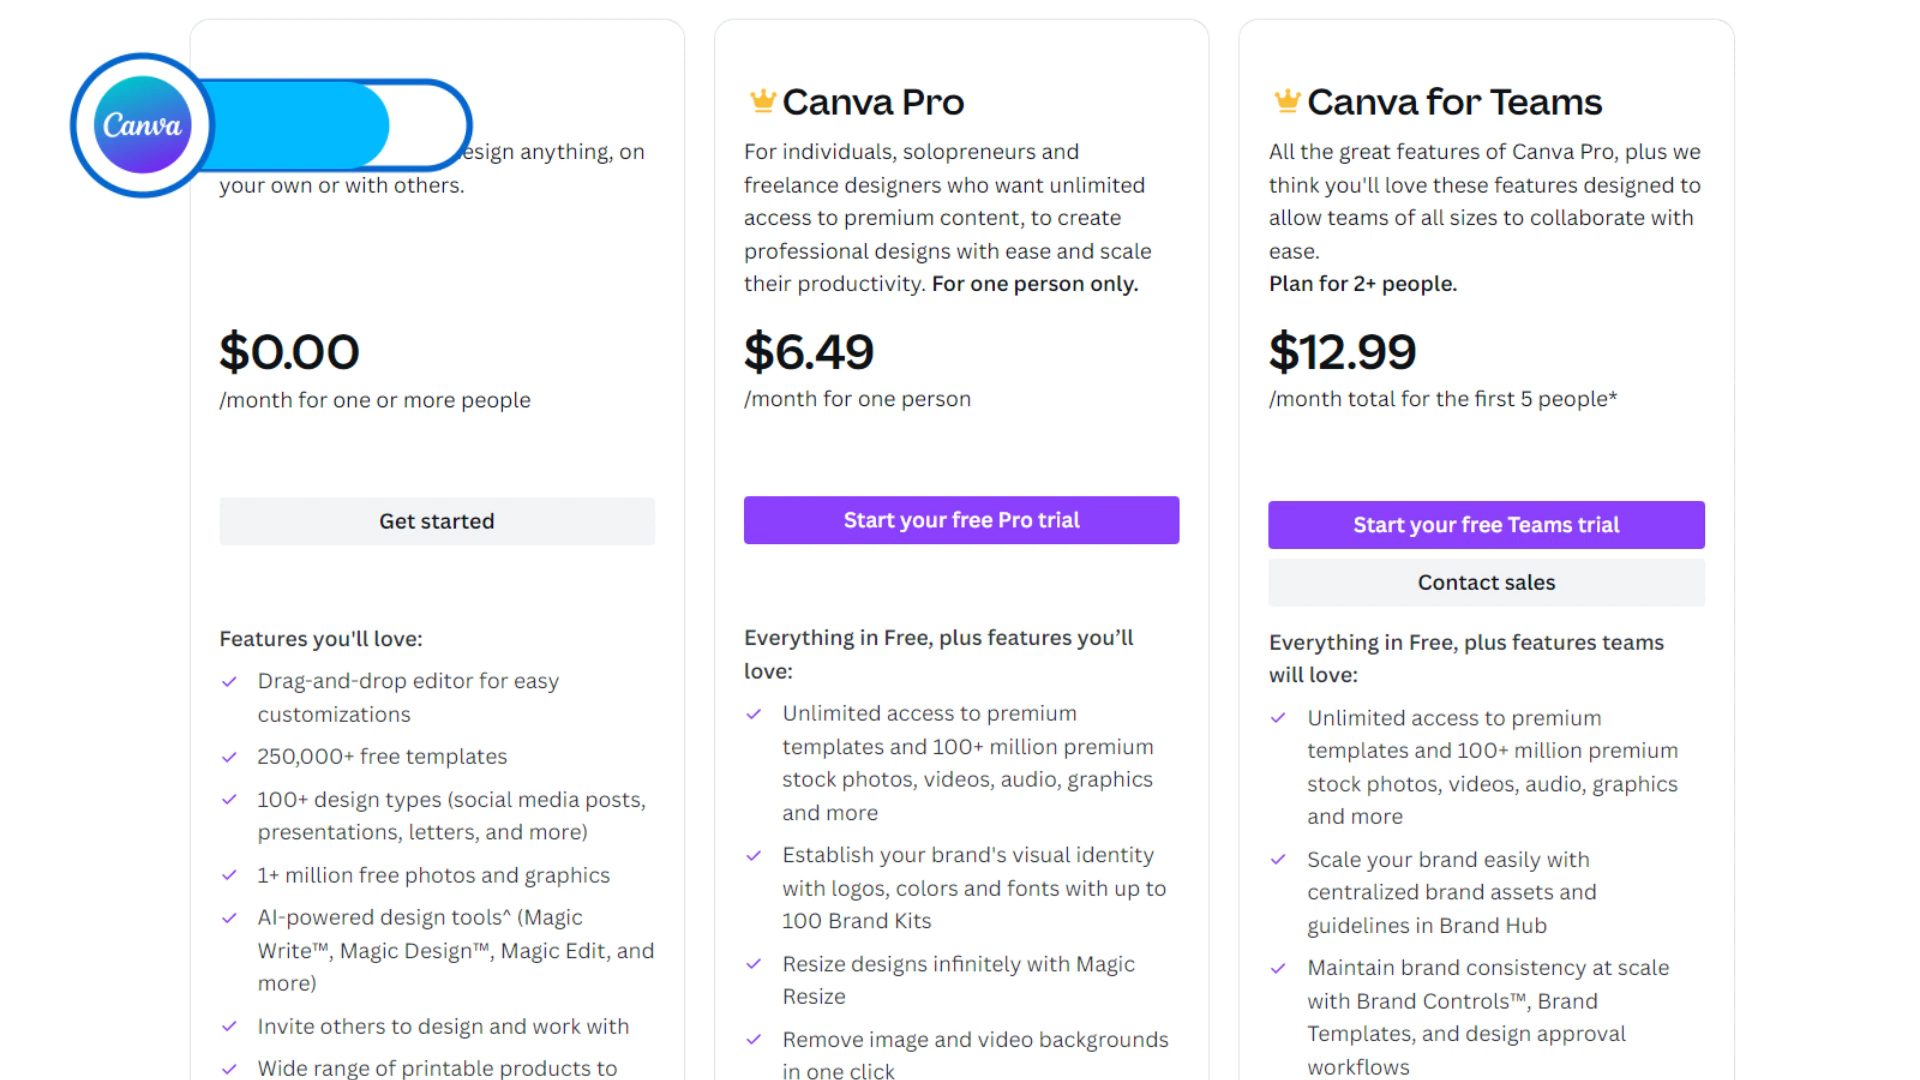 Canva
esign anything, on
your own or with others.
$0.00
/month for one or more people
Get started
Features you'll love:
Drag-and-drop editor for easy
customizations
250,000+ free templates
100+ design types (social media posts,
presentations, letters, and more)
1+ million free photos and graphics
AI-powered design tools^ (Magic
Write™, Magic Design™, Magic Edit, and
more)
Invite others to design and work with
Wide range of printable products to
Canva Pro
For individuals, solopreneurs and
freelance designers who want unlimited
access to premium content, to create
professional designs with ease and scale
their productivity. For one person only.
$6.49
/month for one person
Start your free Pro trial
Everything in Free, plus features you’ll
love:
Unlimited access to premium
templates and 100+ million premium
stock photos, videos, audio, graphics
and more
Establish your brand's visual identity
with logos, colors and fonts with up to
100 Brand Kits
Resize designs infinitely with Magic
Resize
Remove image and video backgrounds
in one click
Canva for Teams
All the great features of Canva Pro, plus we
think you'll love these features designed to
allow teams of all sizes to collaborate with
ease.
Plan for 2+ people.
$12.99
/month total for the first 5 people*
Start your free Teams trial
Contact sales
Everything in Free, plus features teams
will love:
Unlimited access to premium
templates and 100+ million premium
stock photos, videos, audio, graphics
and more
Scale your brand easily with
centralized brand assets and
guidelines in Brand Hub
Maintain brand consistency at scale
with Brand Controls™, Brand
Templates, and design approval
workflows